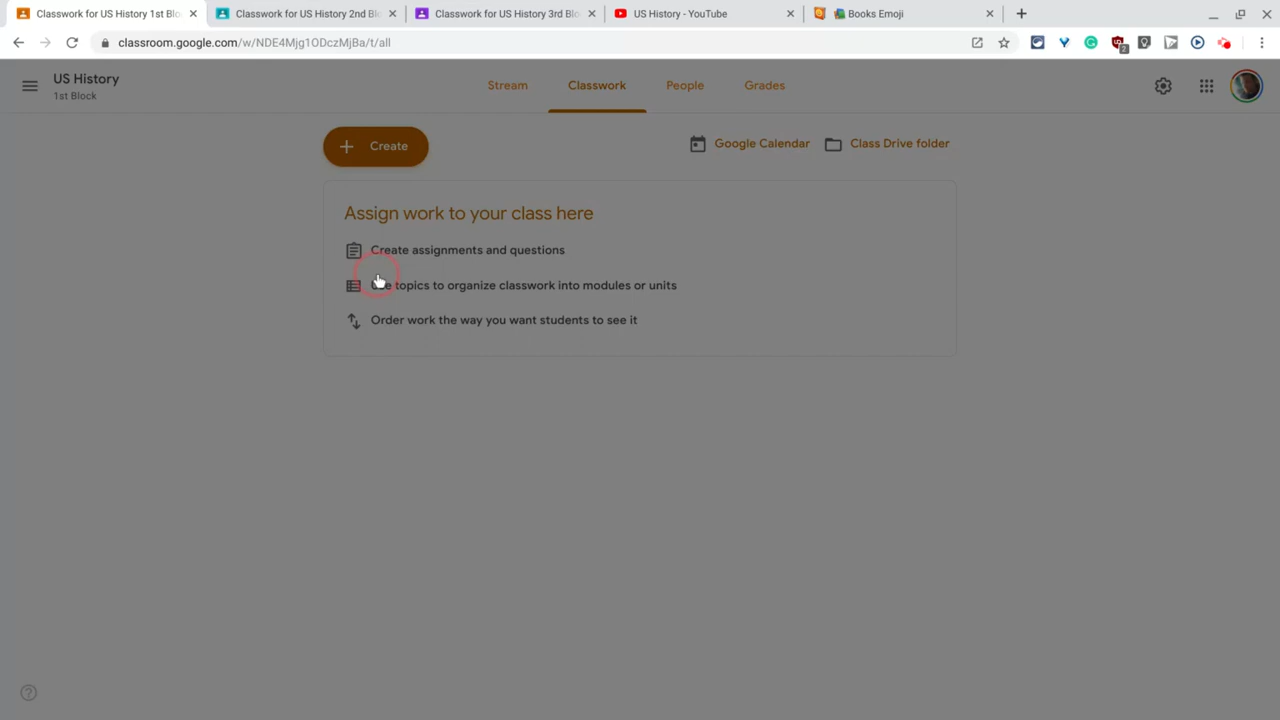 Classwork for US History 1st Blo
Classwork for US History 2nd Bl
Classwork for US History 3rd Blo
US History - YouTube
Books Emoji
classroom.google.com/w/NDE4Mjg1ODczMjBa/t/all
2
US History
1st Block
Stream
Classwork
People
Grades
Create
Google Calendar
Class Drive folder
Assign work to your class here
Create assignments and questions
topics to organize classwork into modules or units
Order work the way you want students to see it